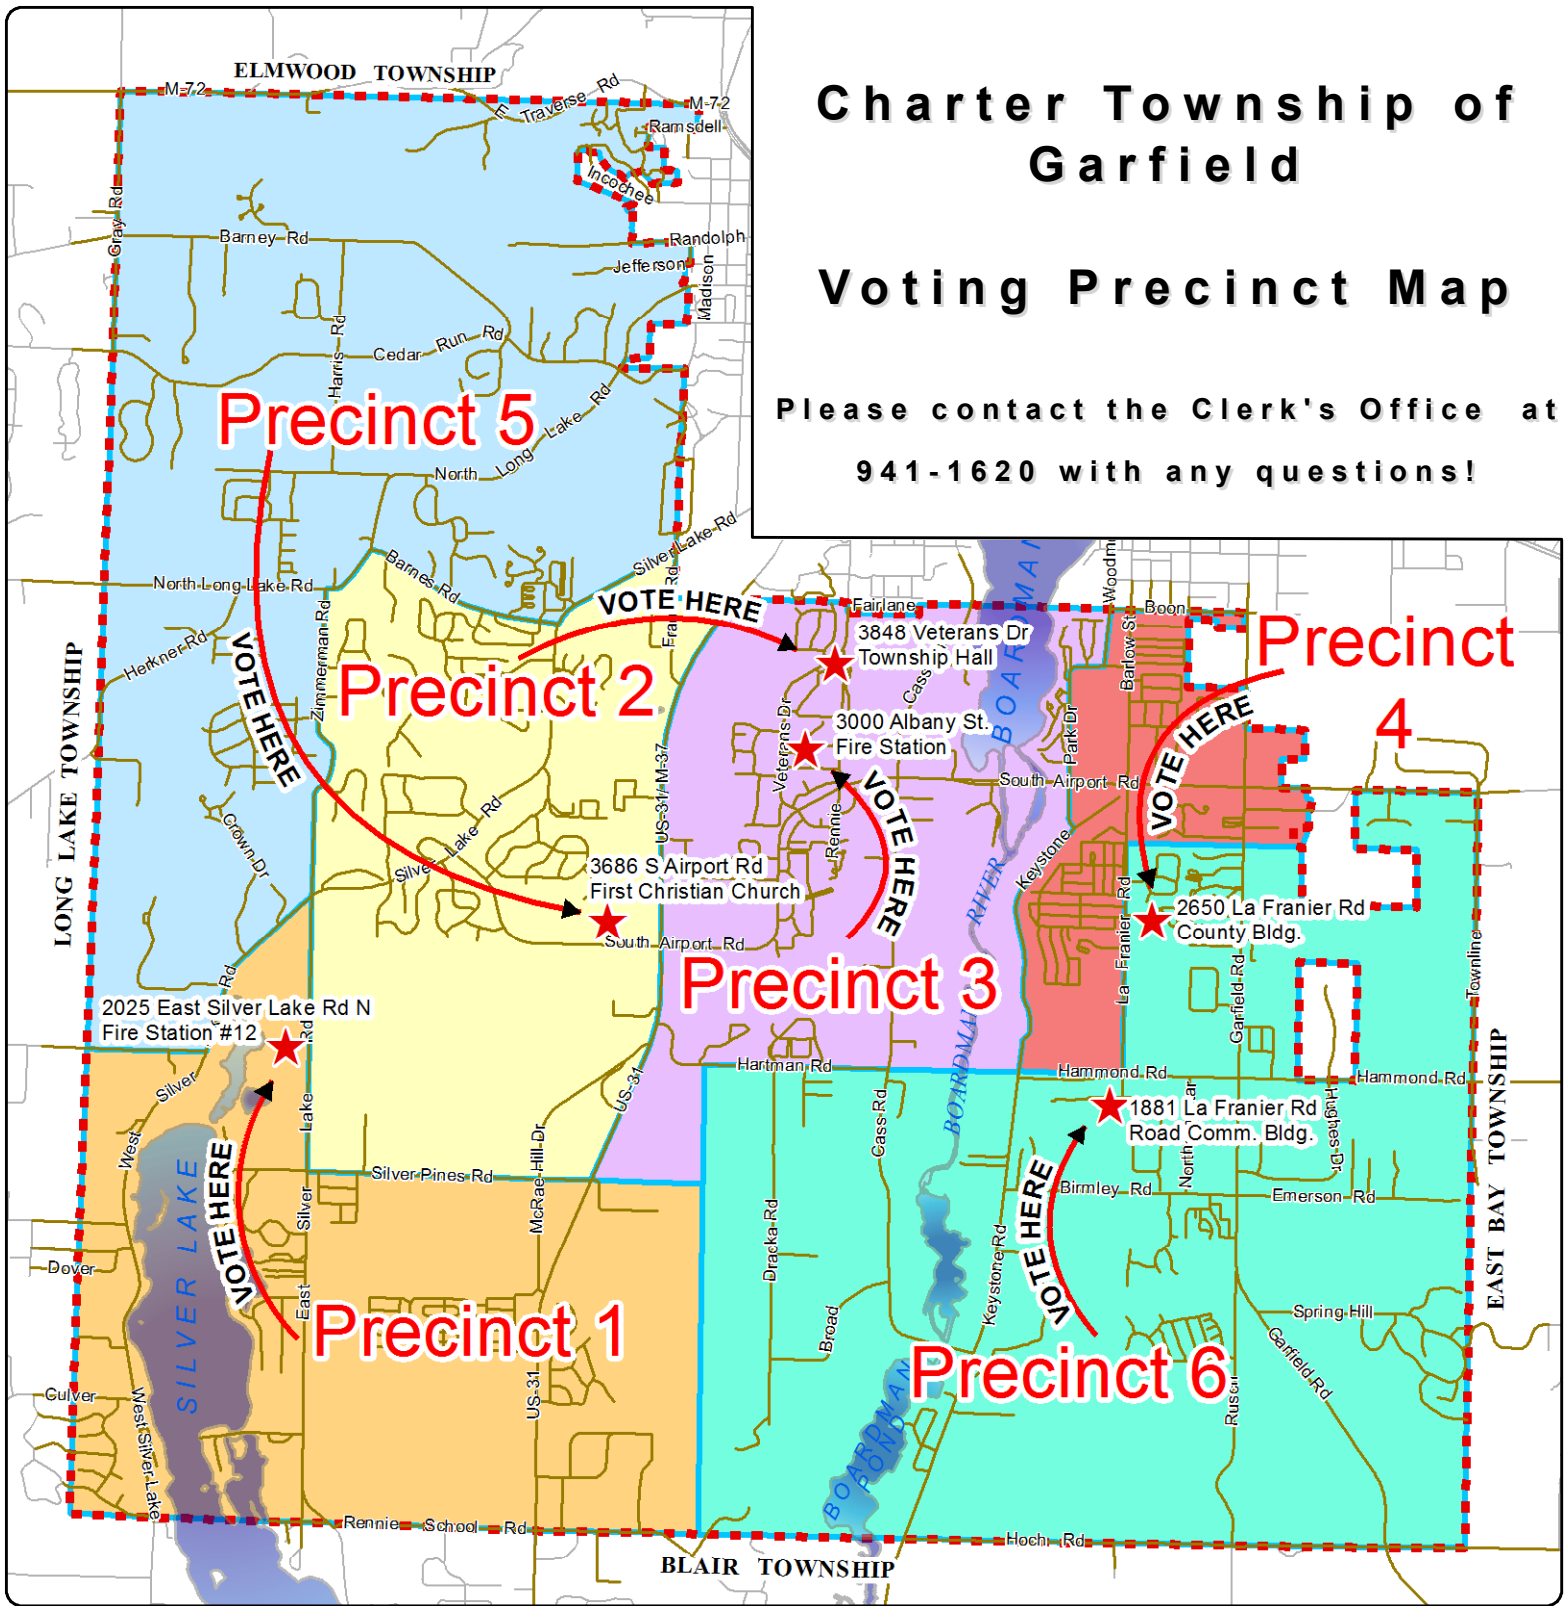 Charter Township of
Garfield
Voting Precinct Map
Please contact the Clerk's Office at
941-1620 with any questions!
ELMWOOD TOWNSHIP
M-72
E Traverse Rd
M-72
Ramsdell
Incochee
Gray Rd
Barney Rd
Randolph
Jefferson
Madison
Harris Rd
Cedar Run Rd
Precinct 5
North Long Lake Rd
Silver Lake Rd
Barnes Rd
North Long Lake Rd
VOTE HERE
Fairlane
Boon
Barlow St
BOARDMAN
3848 Veterans Dr
Township Hall
Precinct
4
Herkner Rd
Zimmerman Rd
LONG LAKE TOWNSHIP
VOTE HERE
Precinct 2
Cass
Veterans Dr
3000 Albany St.
Fire Station
Park Dr
VOTE HERE
South Airport Rd
US-31/M-37
Rennie
VOTE HERE
Crown Dr
Silver Lake Rd
Keystone
3686 S Airport Rd
First Christian Church
RIVER
La Franier Rd
2650 La Franier Rd
County Bldg.
South Airport Rd
Precinct 3
Garfield Rd
Townline
Rd
2025 East Silver Lake Rd N
Fire Station #12
Rd
Hartman Rd
Hammond Rd
Hammond Rd
US-31
Silver
Lake
West
BOARDMAN
Cass Rd
1881 La Franier Rd
Road Comm. Bldg.
Hughes Dr
EAST BAY TOWNSHIP
McRae Hill Dr
Silver Pines Rd
VOTE HERE
Silver
North
Birmley Rd
Emerson Rd
SILVER LAKE
Dracka Rd
Keystone Rd
VOTE HERE
Dover
East
Precinct 1
Broad
Spring Hill
Garfield Rd
Precinct 6
Culver
West Silver Lake
US-31
BOARDMAN
POND
Rennie School Rd
Hoch Rd
BLAIR TOWNSHIP